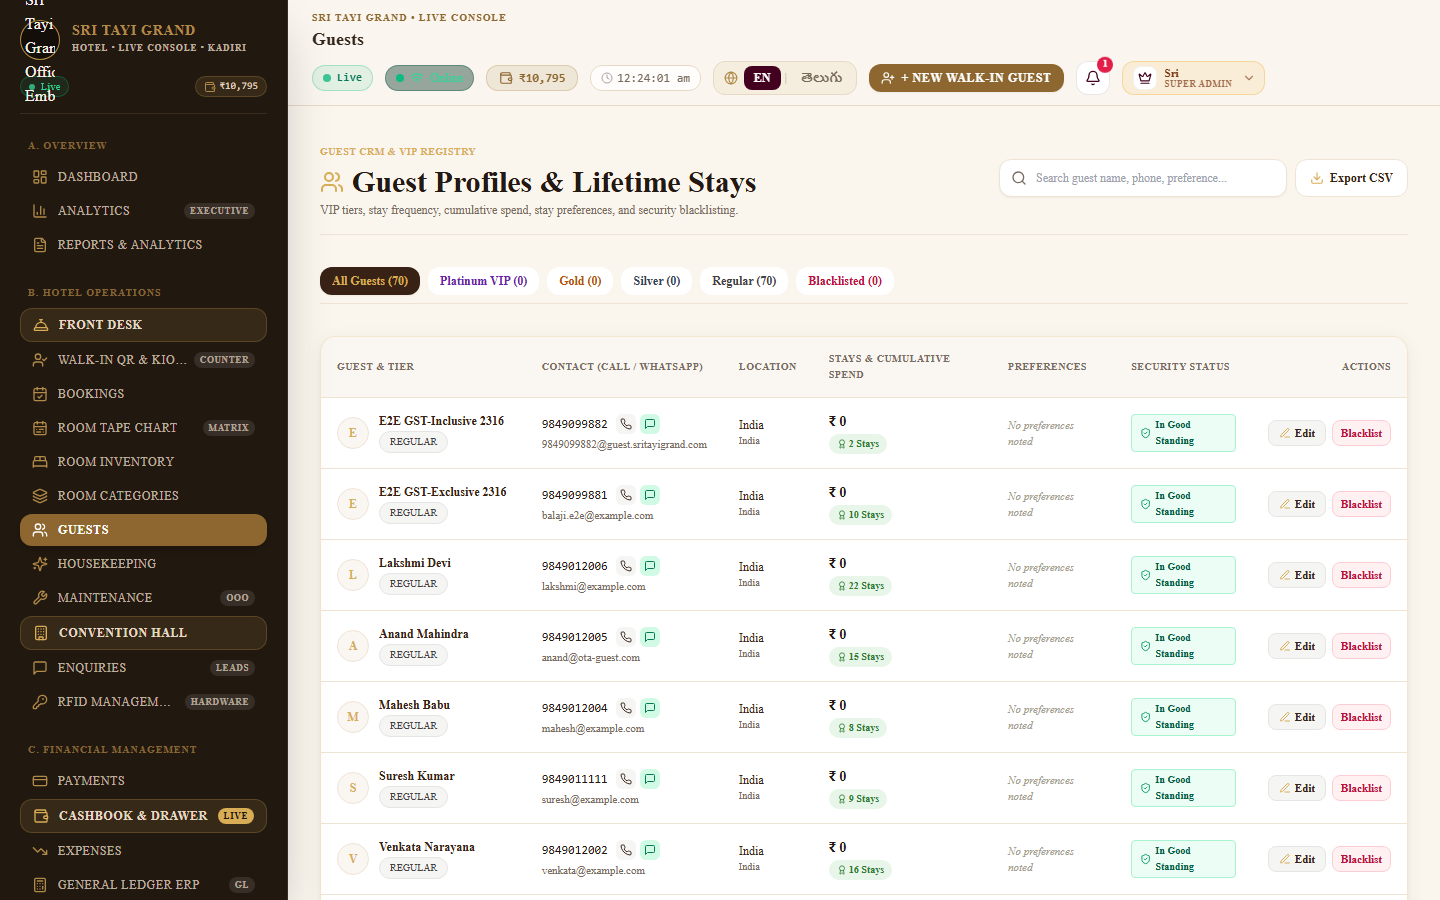 Sri
Tayi
Gran
Offic
Emb
SRI TAYI GRAND
HOTEL • LIVE CONSOLE • KADIRI
Live
₹10,795
A. OVERVIEW
DASHBOARD
ANALYTICS
EXECUTIVE
REPORTS & ANALYTICS
B. HOTEL OPERATIONS
FRONT DESK
WALK-IN QR & KIO...
COUNTER
BOOKINGS
ROOM TAPE CHART
MATRIX
ROOM INVENTORY
ROOM CATEGORIES
GUESTS
HOUSEKEEPING
MAINTENANCE
OOO
CONVENTION HALL
ENQUIRIES
LEADS
RFID MANAGEM...
HARDWARE
C. FINANCIAL MANAGEMENT
PAYMENTS
CASHBOOK & DRAWER
LIVE
EXPENSES
GENERAL LEDGER ERP
GL
SRI TAYI GRAND • LIVE CONSOLE
Guests
Live
₹10,795
12:24:01 am
EN | తెలుగు
+ NEW WALK-IN GUEST
1
Sri
SUPER ADMIN
GUEST CRM & VIP REGISTRY
Guest Profiles & Lifetime Stays
VIP tiers, stay frequency, cumulative spend, stay preferences, and security blacklisting.
Search guest name, phone, preference...
Export CSV
All Guests (70)
Platinum VIP (0)
Gold (0)
Silver (0)
Regular (70)
Blacklisted (0)
GUEST & TIER
CONTACT (CALL / WHATSAPP)
LOCATION
STAYS & CUMULATIVE
SPEND
PREFERENCES
SECURITY STATUS
ACTIONS
E
E2E GST-Inclusive 2316
REGULAR
9849099882
9849099882@guest.sritayigrand.com
India
India
₹ 0
2 Stays
No preferences
noted
In Good
Standing
Edit
Blacklist
E
E2E GST-Exclusive 2316
REGULAR
9849099881
balaji.e2e@example.com
India
India
₹ 0
10 Stays
No preferences
noted
In Good
Standing
Edit
Blacklist
L
Lakshmi Devi
REGULAR
9849012006
lakshmi@example.com
India
India
₹ 0
22 Stays
No preferences
noted
In Good
Standing
Edit
Blacklist
A
Anand Mahindra
REGULAR
9849012005
anand@ota-guest.com
India
India
₹ 0
15 Stays
No preferences
noted
In Good
Standing
Edit
Blacklist
M
Mahesh Babu
REGULAR
9849012004
mahesh@example.com
India
India
₹ 0
8 Stays
No preferences
noted
In Good
Standing
Edit
Blacklist
S
Suresh Kumar
REGULAR
9849011111
suresh@example.com
India
India
₹ 0
9 Stays
No preferences
noted
In Good
Standing
Edit
Blacklist
V
Venkata Narayana
REGULAR
9849012002
venkata@example.com
India
India
₹ 0
16 Stays
No preferences
noted
In Good
Standing
Edit
Blacklist